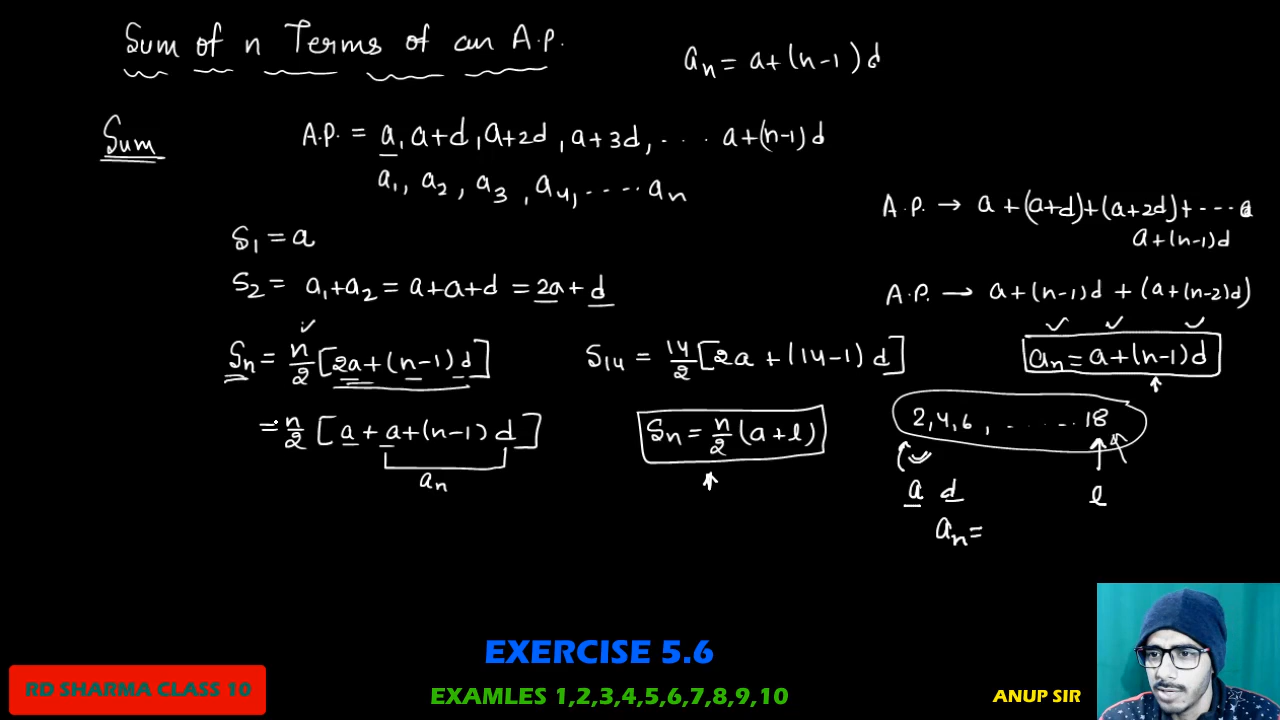 Sum of n Terms of an A.P.
an = a+(n-1)d
Sum
A.P. = a, a+d, a+2d, a+3d, .... a+(n-1)d
a1, a2, a3, a4, ..... an
A.P. → a + (a+d)+(a+2d)+---- a
a+(n-1)d
S1 = a
S2 = a1+a2 = a+a+d = 2a+d
A.P. → a+(n-1)d + (a+(n-2)d)
Sn = n/2 [2a+(n-1)d]
S14 = 14/2 [2a + (14-1)d]
an = a+(n-1)d
= n/2 [a + a+(n-1)d]
an
Sn = n/2 (a+l)
2,4,6, ...... 18
a d l
an =
EXERCISE 5.6
RD SHARMA CLASS 10
EXAMLES 1,2,3,4,5,6,7,8,9,10
ANUP SIR